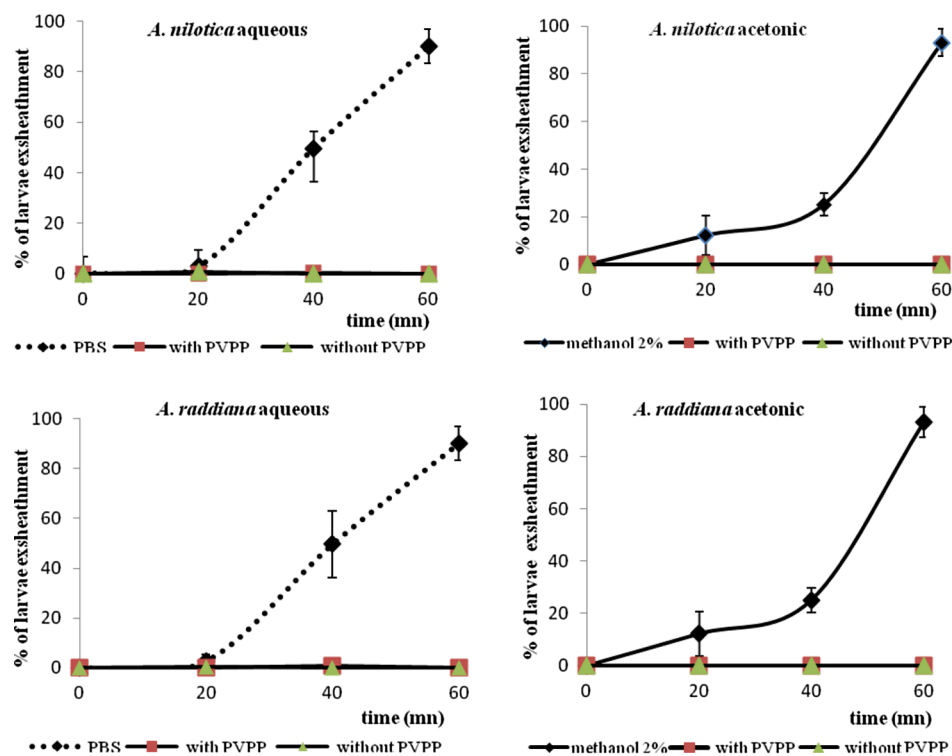 A. nilotica aqueous
% of larvae exsheathment
100
80
60
40
20
0
0 20 40 60
time (mn)
PBS with PVPP without PVPP
A. nilotica acetonic
% of larvae exsheathment
100
80
60
40
20
0
0 20 40 60
time (mn)
methanol 2% with PVPP without PVPP
A. raddiana aqueous
% of larvae exsheathment
100
80
60
40
20
0
0 20 40 60
time (mn)
PBS with PVPP without PVPP
A. raddiana acetonic
% of larvae exsheathment
100
80
60
40
20
0
0 20 40 60
time (mn)
methanol 2% with PVPP without PVPP